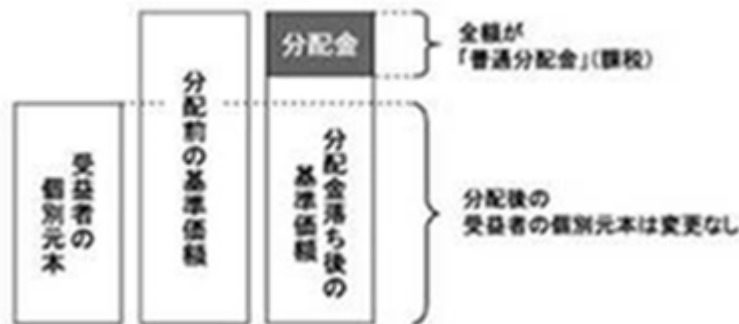 受益者の
個別元本
分配前の基準価額
分配金
分配金落ち後の
基準価額
全額が
「普通分配金」(課税)
分配後の
受益者の個別元本は変更なし